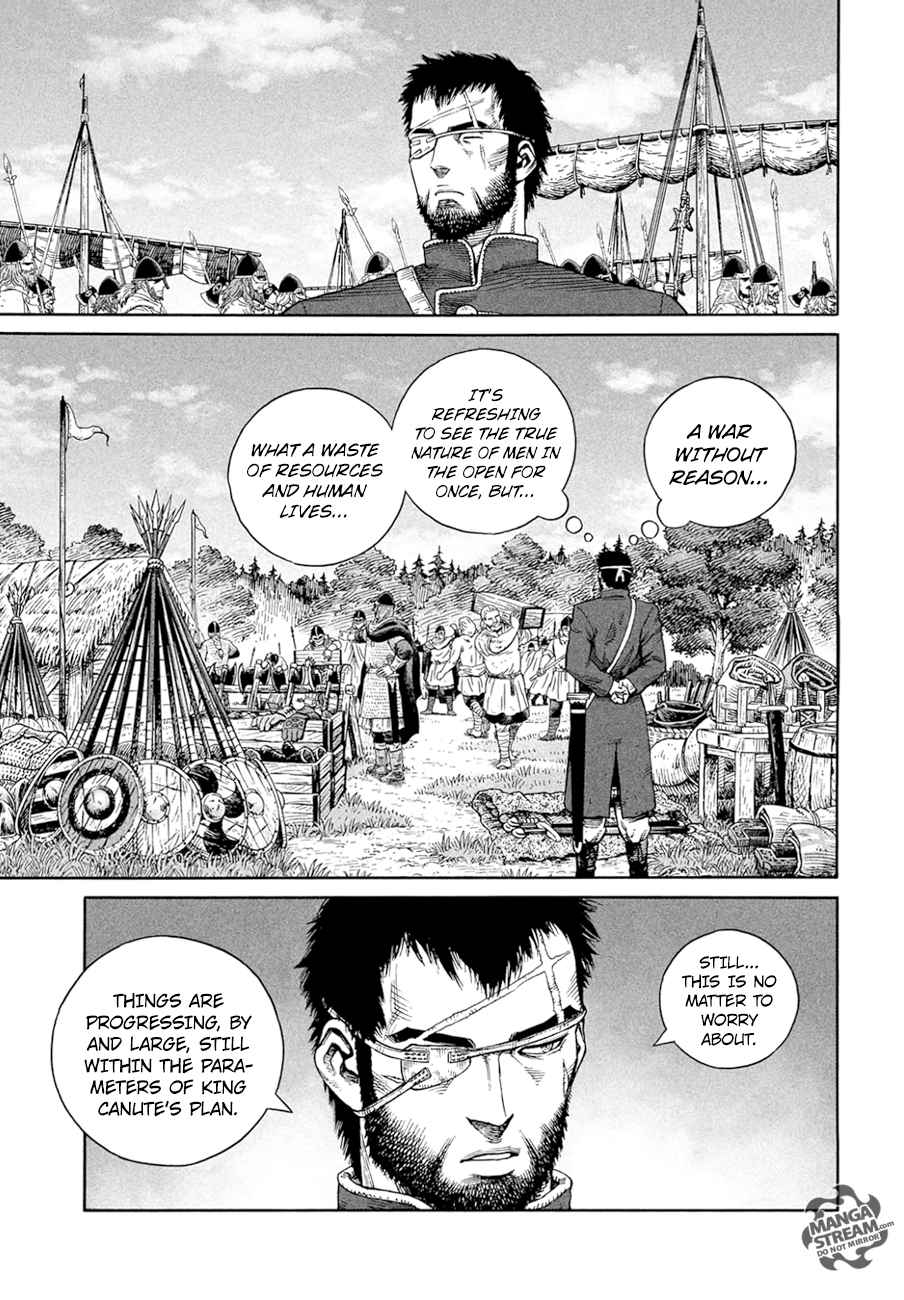 A WAR
WITHOUT
REASON...
IT'S
REFRESHING
TO SEE THE TRUE
NATURE OF MEN IN
THE OPEN FOR
ONCE, BUT...
WHAT A WASTE
OF RESOURCES
AND HUMAN
LIVES...
STILL...
THIS IS NO
MATTER TO
WORRY
ABOUT.
THINGS ARE
PROGRESSING, BY
AND LARGE, STILL
WITHIN THE PARA-
METERS OF KING
CANUTE'S PLAN.
MANGA
STREAM.com
DO NOT MIRROR